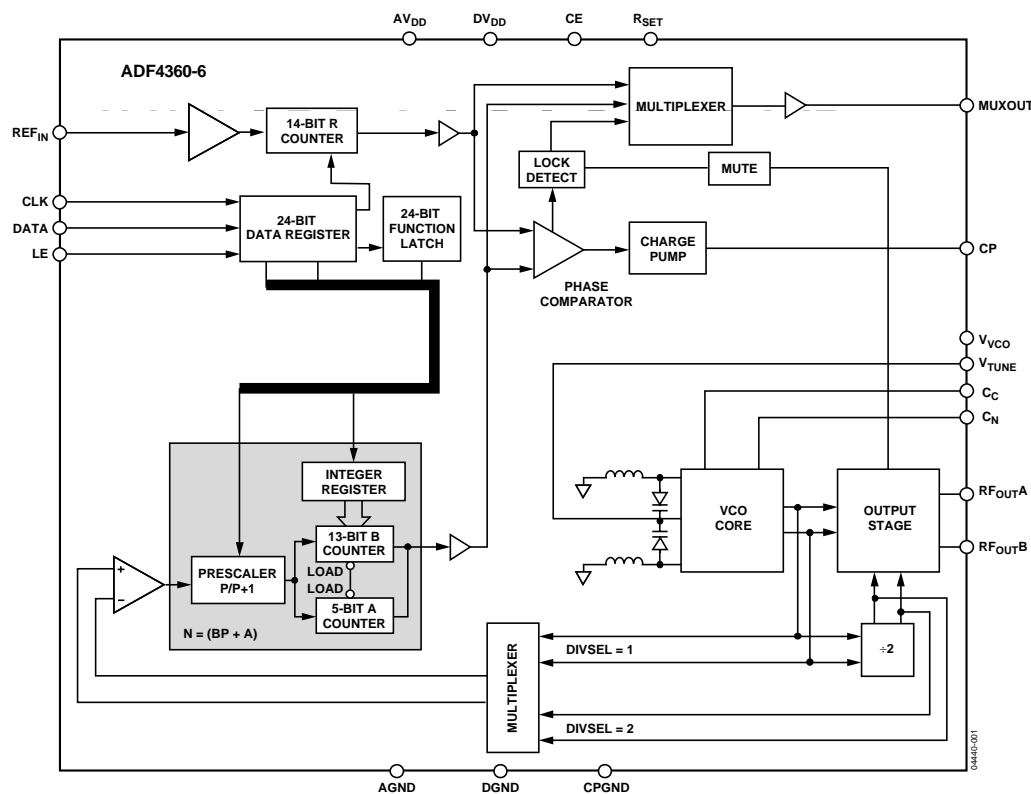 AVDD DVDD CE RSET
ADF4360-6
MULTIPLEXER
MUXOUT
REFIN
14-BIT R
COUNTER
LOCK
DETECT
MUTE
CLK
DATA
LE
24-BIT
DATA REGISTER
24-BIT
FUNCTION
LATCH
CHARGE
PUMP
CP
PHASE
COMPARATOR
VVCO
VTUNE
CC
CN
INTEGER
REGISTER
13-BIT B
COUNTER
LOAD
LOAD
5-BIT A
COUNTER
PRESCALER
P/P+1
+
−
N = (BP + A)
VCO
CORE
OUTPUT
STAGE
RFOUTA
RFOUTB
MULTIPLEXER
DIVSEL = 1
÷2
DIVSEL = 2
04440-001
AGND DGND CPGND